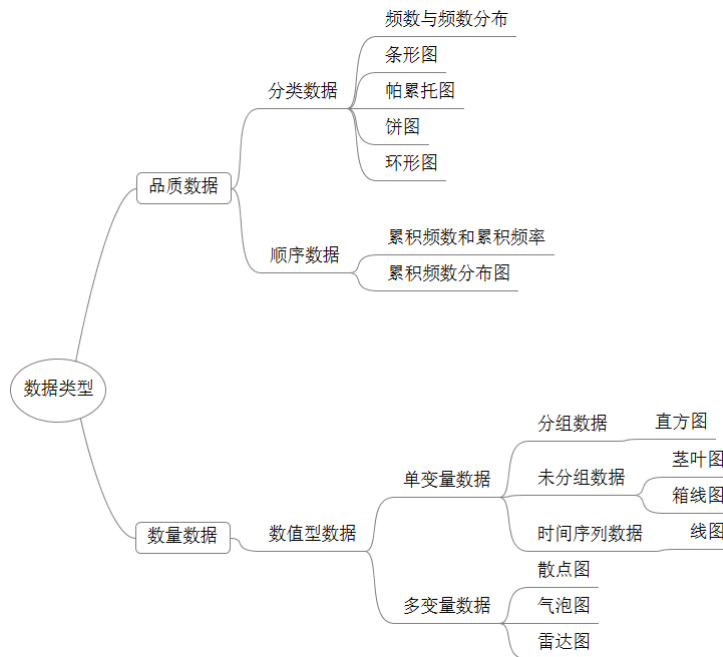 数据类型
品质数据
分类数据
频数与频数分布
条形图
帕累托图
饼图
环形图
顺序数据
累积频数和累积频率
累积频数分布图
数量数据
数值型数据
单变量数据
分组数据
直方图
未分组数据
茎叶图
箱线图
时间序列数据
线图
多变量数据
散点图
气泡图
雷达图